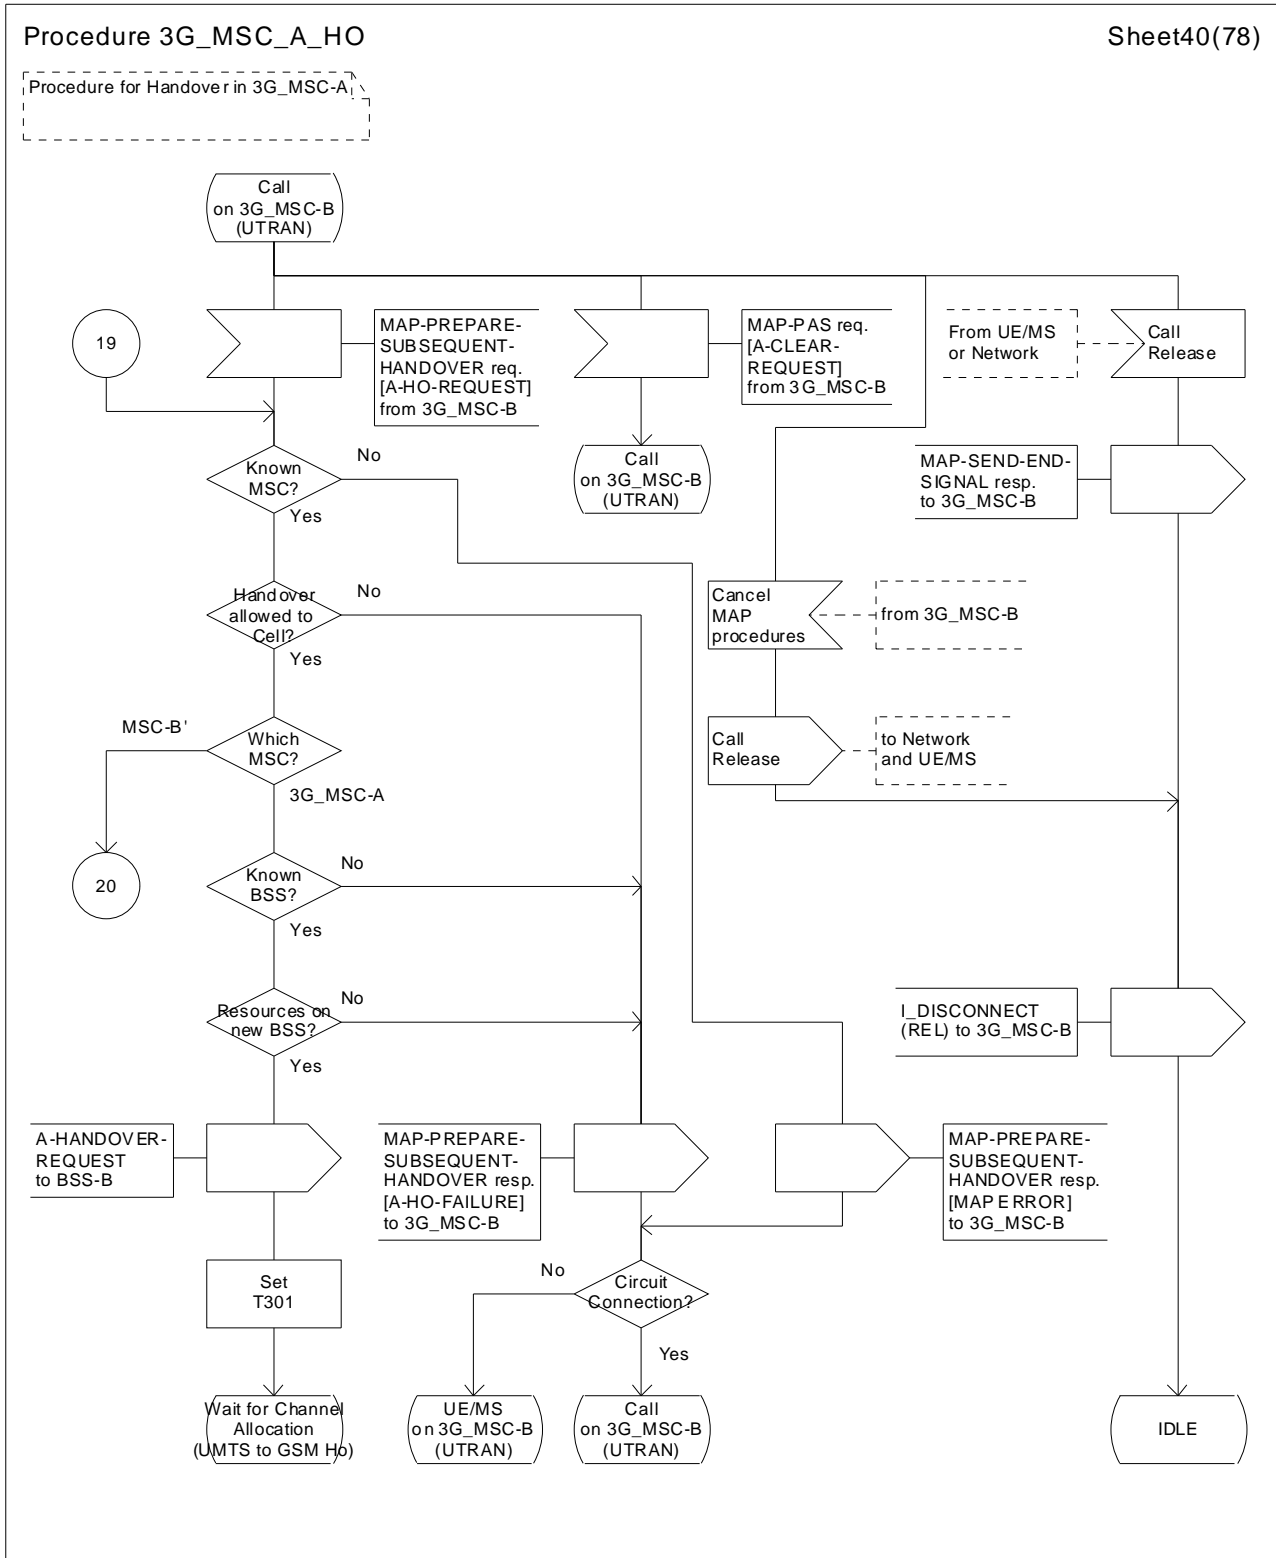 Procedure 3G_MSC_A_HO
Sheet40(78)
Procedure for Handover in 3G_MSC-A
Call
on 3G_MSC-B
(UTRAN)
19
MAP-PREPARE-
SUBSEQUENT-
HANDOVER req.
[A-HO-REQUEST]
from 3G_MSC-B
MAP-PAS req.
[A-CLEAR-
REQUEST]
from 3G_MSC-B
From UE/MS
or Network
Call
Release
Known
MSC?
No
Yes
Call
on 3G_MSC-B
(UTRAN)
MAP-SEND-END-
SIGNAL resp.
to 3G_MSC-B
Handover
allowed to
Cell?
No
Yes
Cancel
MAP
procedures
from 3G_MSC-B
MSC-B'
Which
MSC?
3G_MSC-A
Call
Release
to Network
and UE/MS
20
Known
BSS?
No
Yes
Resources on
new BSS?
No
Yes
I_DISCONNECT
(REL) to 3G_MSC-B
A-HANDOVER-
REQUEST
to BSS-B
MAP-PREPARE-
SUBSEQUENT-
HANDOVER resp.
[A-HO-FAILURE]
to 3G_MSC-B
MAP-PREPARE-
SUBSEQUENT-
HANDOVER resp.
[MAP ERROR]
to 3G_MSC-B
Set
T301
No
Circuit
Connection?
Yes
Wait for Channel
Allocation
(UMTS to GSM Ho)
UE/MS
on 3G_MSC-B
(UTRAN)
Call
on 3G_MSC-B
(UTRAN)
IDLE